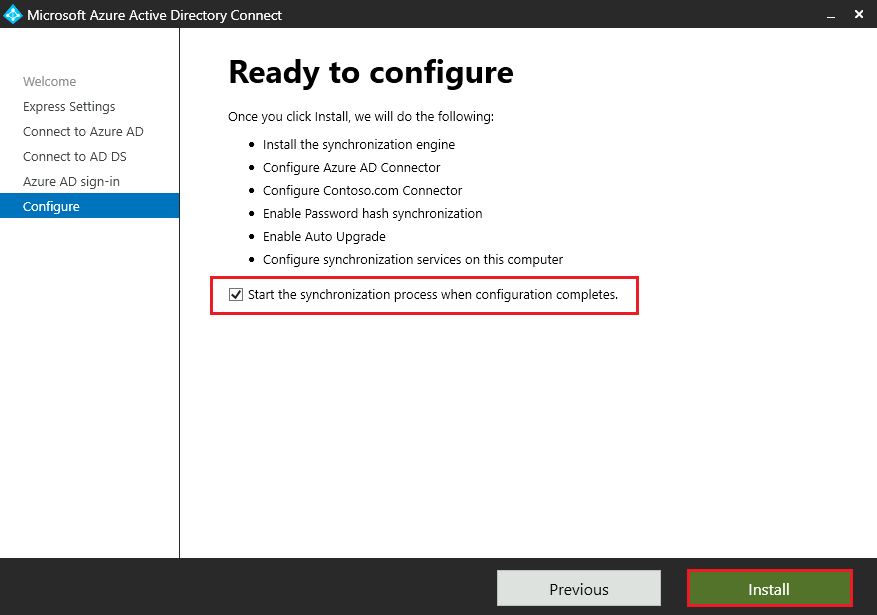 Microsoft Azure Active Directory Connect
Welcome
Express Settings
Connect to Azure AD
Connect to AD DS
Azure AD sign-in
Configure
Ready to configure
Once you click Install, we will do the following:
Install the synchronization engine
Configure Azure AD Connector
Configure Contoso.com Connector
Enable Password hash synchronization
Enable Auto Upgrade
Configure synchronization services on this computer
Start the synchronization process when configuration completes.
Previous
Install